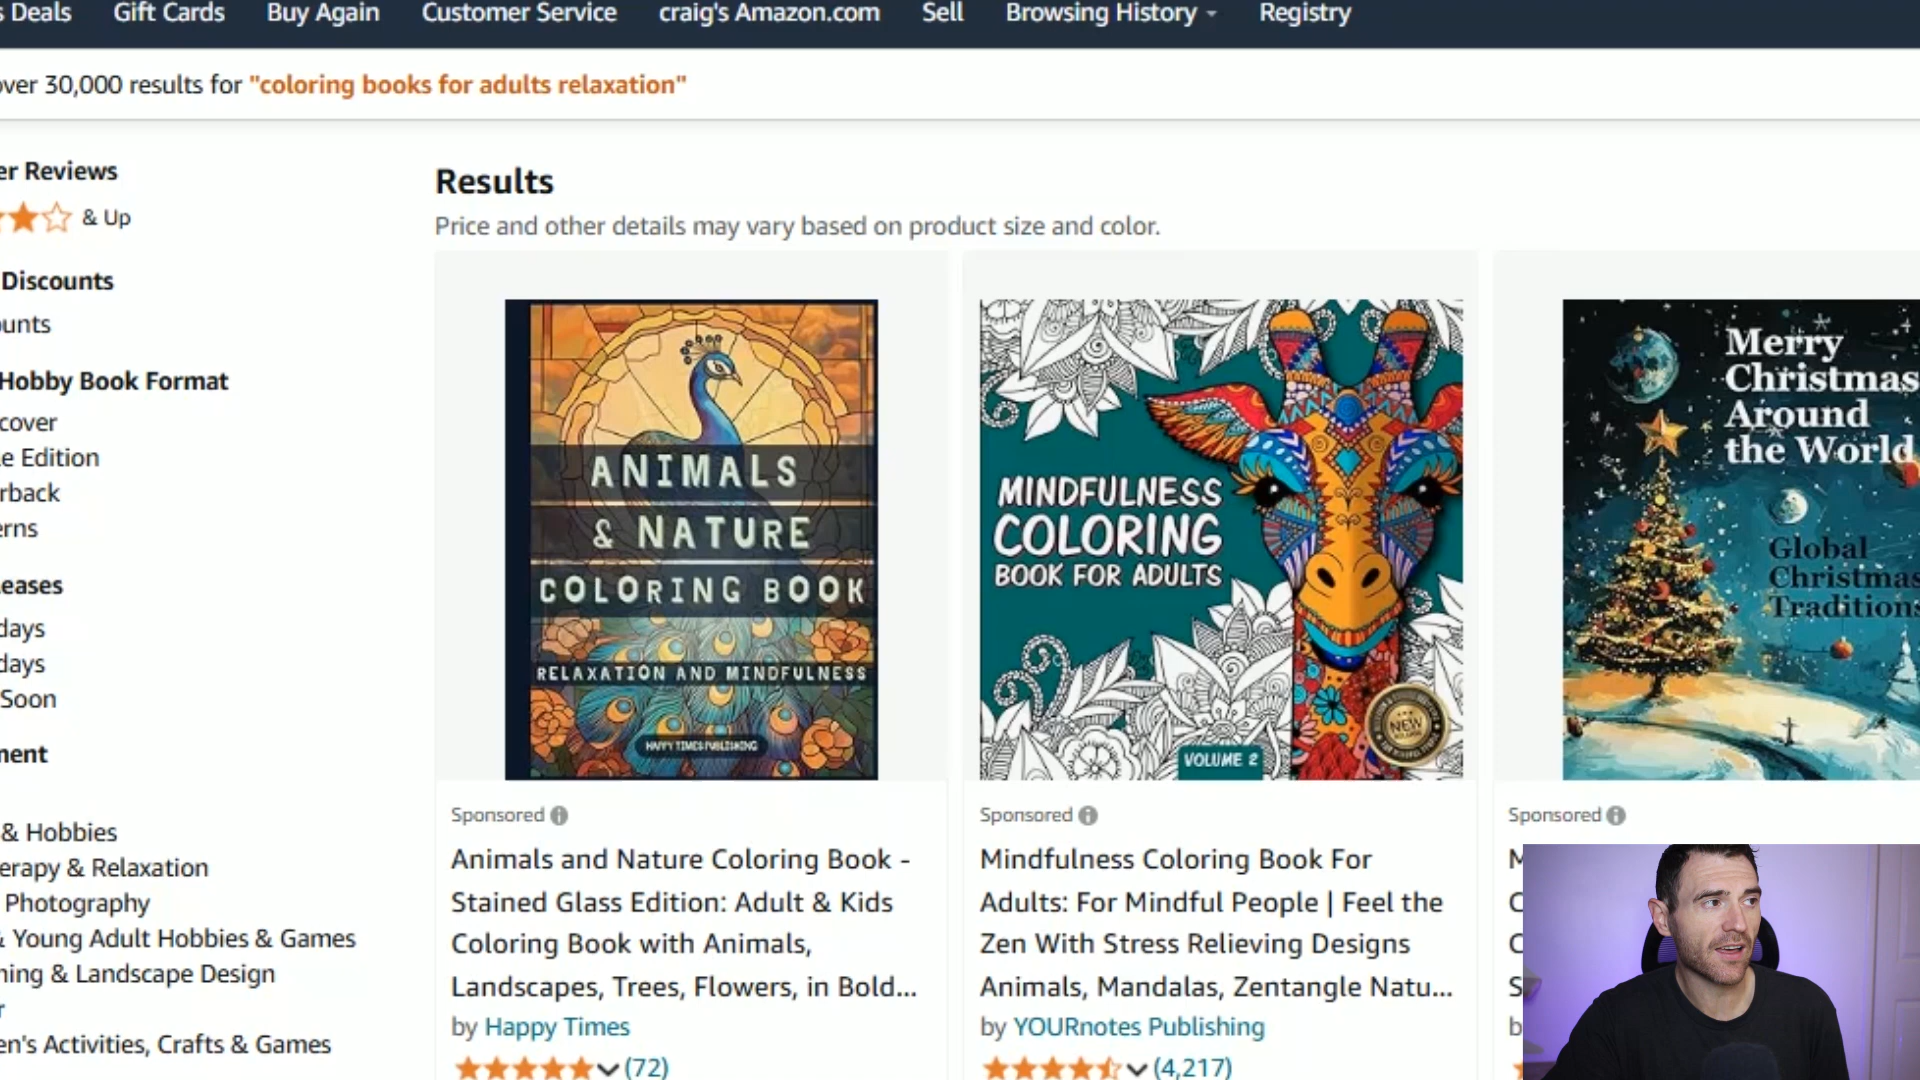 s Deals Gift Cards Buy Again Customer Service craig's Amazon.com Sell Browsing History Registry
over 30,000 results for "coloring books for adults relaxation"
er Reviews
& Up
Discounts
ounts
Hobby Book Format
cover
e Edition
rback
erns
eases
days
days
Soon
nent
& Hobbies
erapy & Relaxation
Photography
& Young Adult Hobbies & Games
ning & Landscape Design
r
en's Activities, Crafts & Games
Results
Price and other details may vary based on product size and color.
ANIMALS
& NATURE
COLORING BOOK
RELAXATION AND MINDFULNESS
HAPPY TIMES PUBLISHING
Sponsored
Animals and Nature Coloring Book -
Stained Glass Edition: Adult & Kids
Coloring Book with Animals,
Landscapes, Trees, Flowers, in Bold...
by Happy Times
(72)
MINDFULNESS
COLORING
BOOK FOR ADULTS
NEW
VOLUME 2
Sponsored
Mindfulness Coloring Book For
Adults: For Mindful People | Feel the
Zen With Stress Relieving Designs
Animals, Mandalas, Zentangle Natu...
by YOURnotes Publishing
(4,217)
Merry
Christmas
Around
the World
Global
Christmas
Traditions
Sponsored
M
C
C
S
b